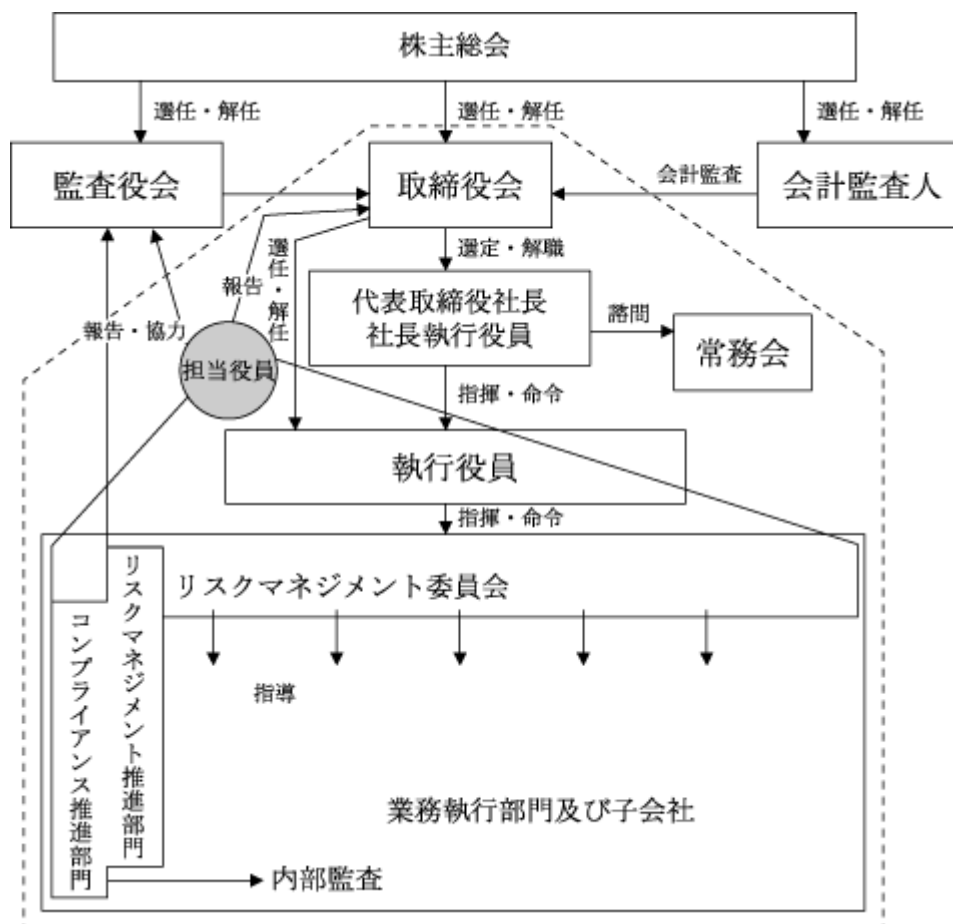 株主総会
選任・解任
選任・解任
選任・解任
監査役会
取締役会
会計監査
会計監査人
選定・解職
選任・解任
報告
代表取締役社長
社長執行役員
諮問
常務会
報告・協力
担当役員
指揮・命令
執行役員
指揮・命令
リスクマネジメント委員会
リスクマネジメント推進部門
コンプライアンス推進部門
指導
業務執行部門及び子会社
内部監査